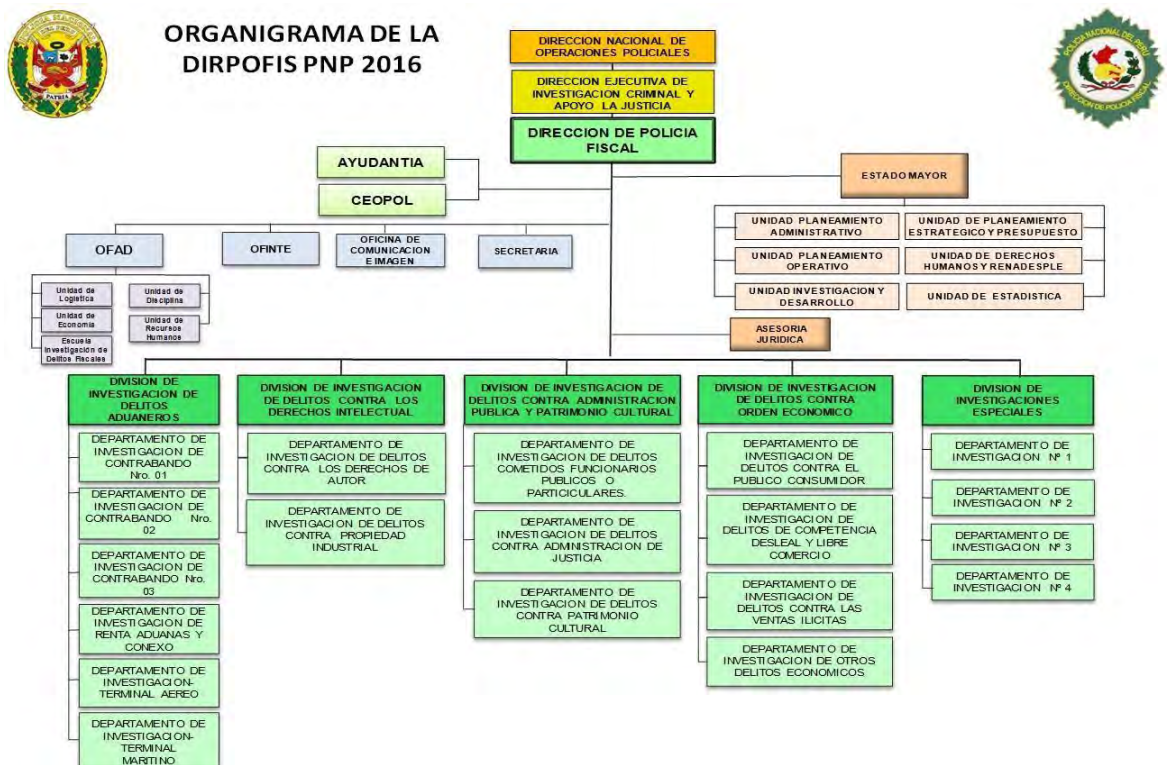 ORGANIGRAMA DE LA
DIRPOFIS PNP 2016
DIRECCION NACIONAL DE
OPERACIONES POLICIALES
DIRECCION EJECUTIVA DE
INVESTIGACION CRIMINAL Y
APOYO LA JUSTICIA
DIRECCION DE POLICIA
FISCAL
POLICIA NACIONAL DEL PERU
DIRECCION DE POLICIA FISCAL
PATRIA
AYUDANTIA
CEOPOL
ESTADO MAYOR
UNIDAD PLANEAMIENTO
ADMINISTRATIVO
UNIDAD DE PLANEAMIENTO
ESTRATEGICO Y PRESUPUESTO
UNIDAD PLANEAMIENTO
OPERATIVO
UNIDAD DE DERECHOS
HUMANOS Y RENADESPLE
UNIDAD INVESTIGACION Y
DESARROLLO
UNIDAD DE ESTADISTICA
OFAD
OFINTE
OFICINA DE
COMUNICACION
E IMAGEN
SECRETARIA
Unidad de
Logistica
Unidad de
Disciplina
Unidad de
Economia
Unidad de
Recursos
Humanos
Escuela
Investigación de
Delitos Fiscales
ASESORIA
JURIDICA
DIVISION DE
INVESTIGACION DE
DELITOS
ADUANEROS
DEPARTAMENTO DE
INVESTIGACION DE
CONTRABANDO
Nro. 01
DEPARTAMENTO DE
INVESTIGACION DE
CONTRABANDO Nro.
02
DEPARTAMENTO DE
INVESTIGACION DE
CONTRABANDO Nro.
03
DEPARTAMENTO DE
INVESTIGACION DE
RENTA ADUANAS Y
CONEXO
DEPARTAMENTO DE
INVESTIGACION-
TERMINAL AEREO
DEPARTAMENTO DE
INVESTIGACION-
TERMINAL
MARITINO
DIVISION DE INVESTIGACION
DE DELITOS CONTRA LOS
DERECHOS INTELECTUAL
DEPARTAMENTO DE
INVESTIGACION DE DELITOS
CONTRA LOS DERECHOS DE
AUTOR
DEPARTAMENTO DE
INVESTIGACION DE DELITOS
CONTRA PROPIEDAD
INDUSTRIAL
DIVISION DE INVESTIGACION DE
DELITOS CONTRA ADMINISTRACION
PUBLICA Y PATRIMONIO CULTURAL
DEPARTAMENTO DE
INVESTIGACION DE DELITOS
COMETIDOS FUNCIONARIOS
PUBLICOS O
PARTICICULARES.
DEPARTAMENTO DE
INVESTIGACION DE DELITOS
CONTRA ADMINISTRACION DE
JUSTICIA
DEPARTAMENTO DE
INVESTIGACION DE DELITOS
CONTRA PATRIMONIO
CULTURAL
DIVISION DE INVESTIGACION
DE DELITOS CONTRA
ORDEN ECONOMICO
DEPARTAMENTO DE
INVESTIGACION DE
DELITOS CONTRA EL
PUBLICO CONSUMIDOR
DEPARTAMENTO DE
INVESTIGACION DE
DELITOS DE COMPETENCIA
DESLEAL Y LIBRE
COMERCIO
DEPARTAMENTO DE
INVESTIGACION DE
DELITOS CONTRA LAS
VENTAS ILICITAS
DEPARTAMENTO DE
INVESTIGACION DE OTROS
DELITOS ECONOMICOS
DIVISION DE
INVESTIGACIONES
ESPECIALES
DEPARTAMENTO DE
INVESTIGACION Nº 1
DEPARTAMENTO DE
INVESTIGACION Nº 2
DEPARTAMENTO DE
INVESTIGACION Nº 3
DEPARTAMENTO DE
INVESTIGACION Nº 4